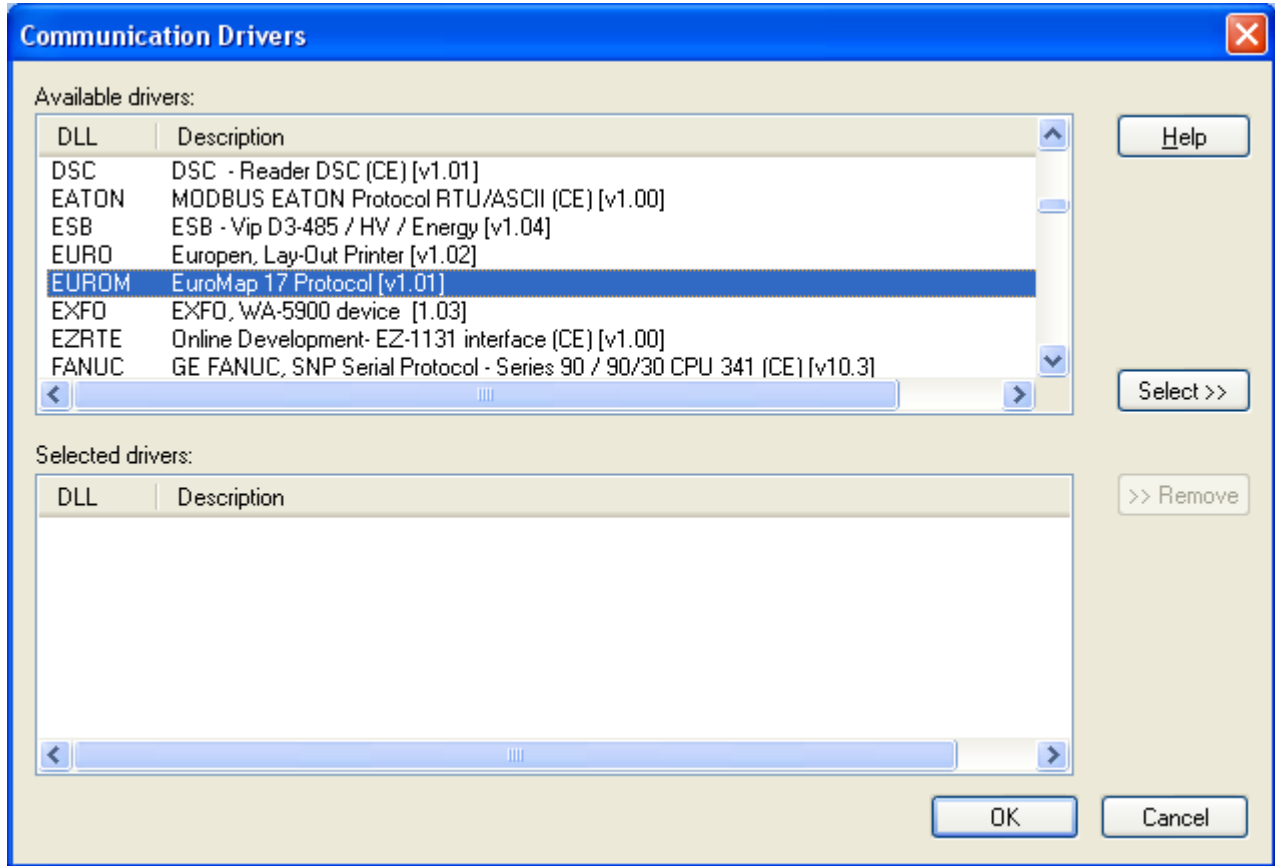 Communication Drivers
Available drivers:
DLL Description
DSC DSC - Reader DSC (CE) [v1.01]
EATON MODBUS EATON Protocol RTU/ASCII (CE) [v1.00]
ESB ESB - Vip D3-485 / HV / Energy [v1.04]
EURO Europen, Lay-Out Printer [v1.02]
EUROM EuroMap 17 Protocol [v1.01]
EXFO EXFO, WA-5900 device [1.03]
EZRTE Online Development- EZ-1131 interface (CE) [v1.00]
FANUC GE FANUC, SNP Serial Protocol - Series 90 / 90/30 CPU 341 (CE) [v10.3]
Help
Select >>
Selected drivers:
DLL Description
>> Remove
OK Cancel